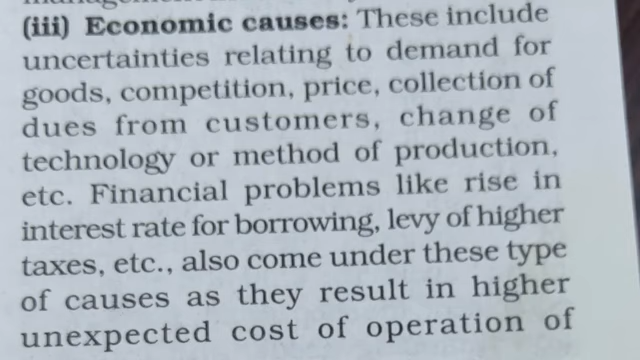 (iii) Economic causes: These include
uncertainties relating to demand for
goods, competition, price, collection of
dues from customers, change of
technology or method of production,
etc. Financial problems like rise in
interest rate for borrowing, levy of higher
taxes, etc., also come under these type
of causes as they result in higher
unexpected cost of operation of